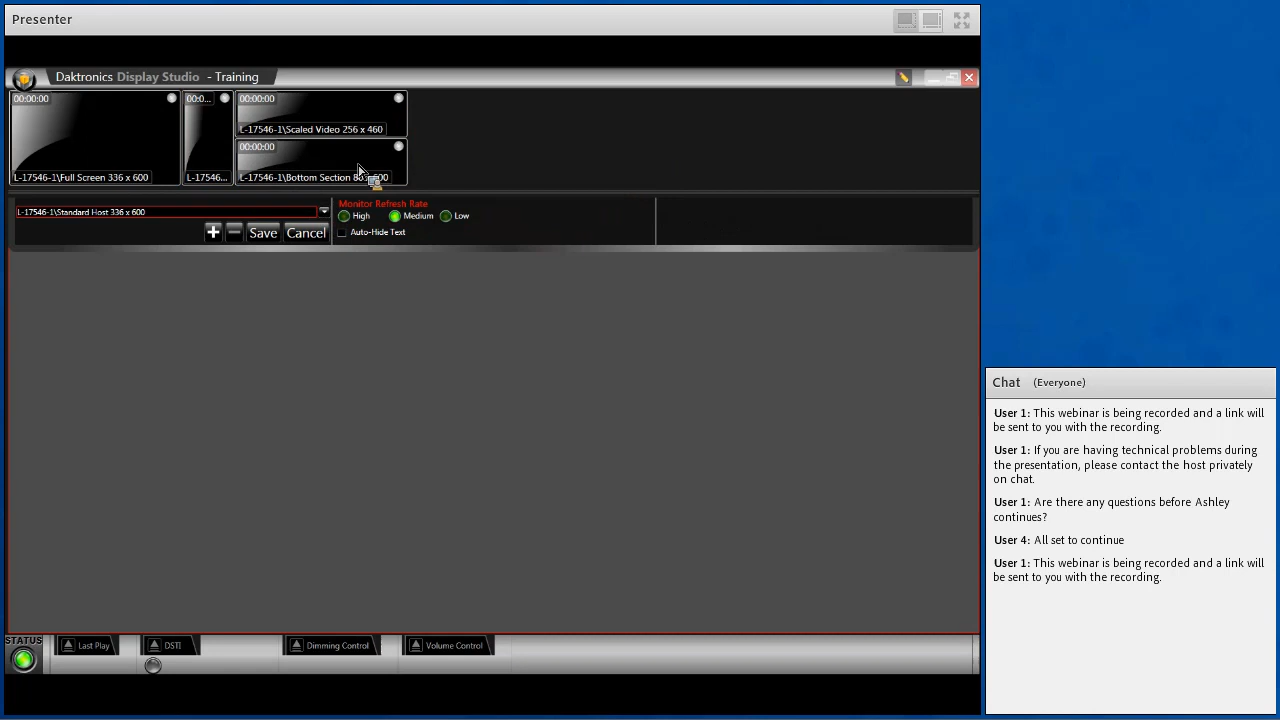 Presenter
Daktronics Display Studio - Training
00:00:00
L-17546-1\Full Screen 336 x 600
00:0...
L-17546...
00:00:00
L-17546-1\Scaled Video 256 x 460
00:00:00
L-17546-1\Bottom Section
L-17546-1\Standard Host 336 x 600
+ − Save Cancel
Monitor Refresh Rate
High Medium Low
Auto-Hide Text
STATUS
Last Play
DSTI
Dimming Control
Volume Control
Chat (Everyone)
User 1: This webinar is being recorded and a link will
be sent to you with the recording.
User 1: If you are having technical problems during
the presentation, please contact the host privately
on chat.
User 1: Are there any questions before Ashley
continues?
User 4: All set to continue
User 1: This webinar is being recorded and a link will
be sent to you with the recording.